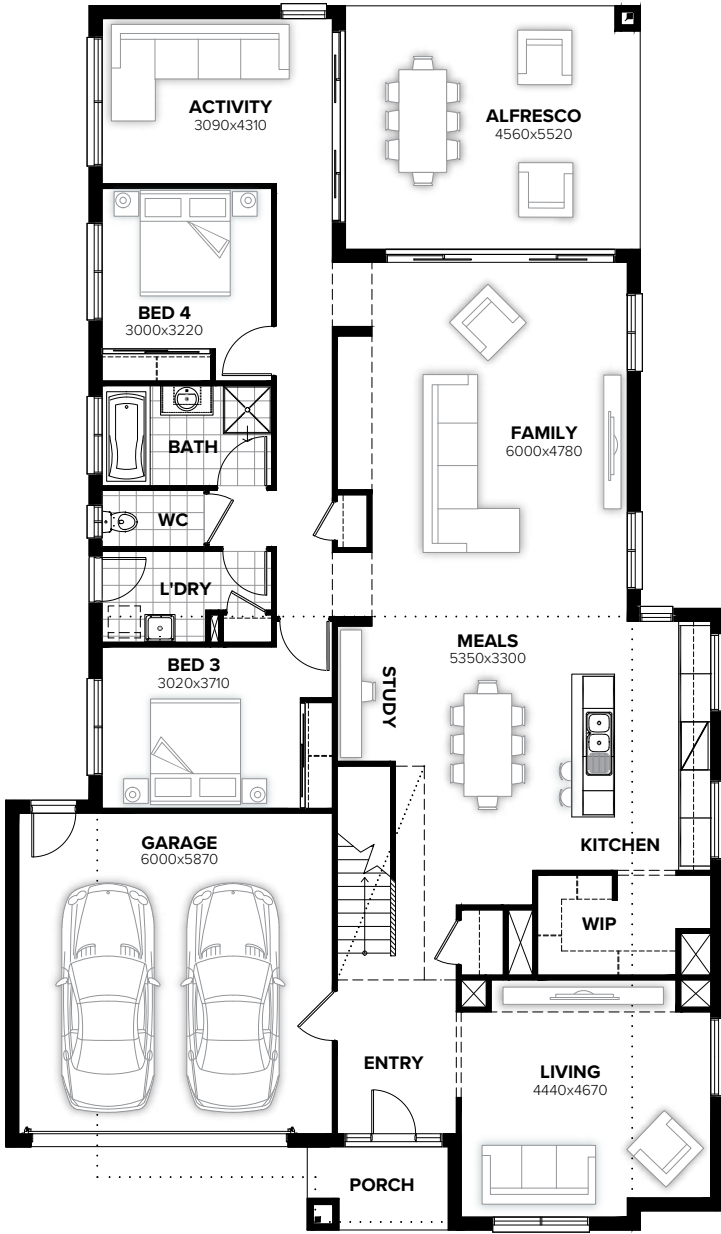 ACTIVITY
3090x4310
ALFRESCO
4560x5520
BED 4
3000x3220
BATH
FAMILY
6000x4780
WC
L'DRY
BED 3
3020x3710
STUDY
MEALS
5350x3300
GARAGE
6000x5870
KITCHEN
WIP
ENTRY
LIVING
4440x4670
PORCH